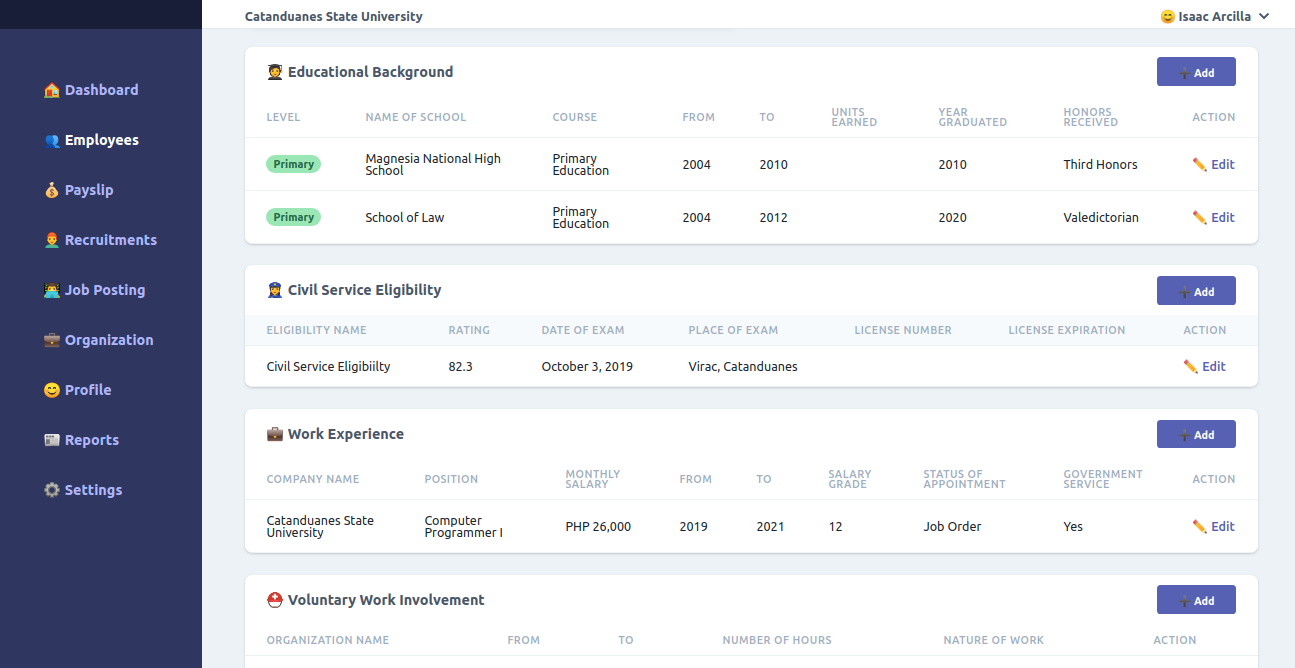 Catanduanes State University
😊 Isaac Arcilla
🏠 Dashboard
👥 Employees
💰 Payslip
👨‍🦰 Recruitments
👨‍💻 Job Posting
💼 Organization
😊 Profile
📰 Reports
⚙️ Settings
👩‍🎓 Educational Background
➕ Add
LEVEL NAME OF SCHOOL COURSE FROM TO UNITS EARNED YEAR GRADUATED HONORS RECEIVED ACTION
Primary Magnesia National High School Primary Education 2004 2010 2010 Third Honors ✏️ Edit
Primary School of Law Primary Education 2004 2012 2020 Valedictorian ✏️ Edit
👮 Civil Service Eligibility
➕ Add
ELIGIBILITY NAME RATING DATE OF EXAM PLACE OF EXAM LICENSE NUMBER LICENSE EXPIRATION ACTION
Civil Service Eligibiilty 82.3 October 3, 2019 Virac, Catanduanes ✏️ Edit
💼 Work Experience
➕ Add
COMPANY NAME POSITION MONTHLY SALARY FROM TO SALARY GRADE STATUS OF APPOINTMENT GOVERNMENT SERVICE ACTION
Catanduanes State University Computer Programmer I PHP 26,000 2019 2021 12 Job Order Yes ✏️ Edit
⛑️ Voluntary Work Involvement
➕ Add
ORGANIZATION NAME FROM TO NUMBER OF HOURS NATURE OF WORK ACTION